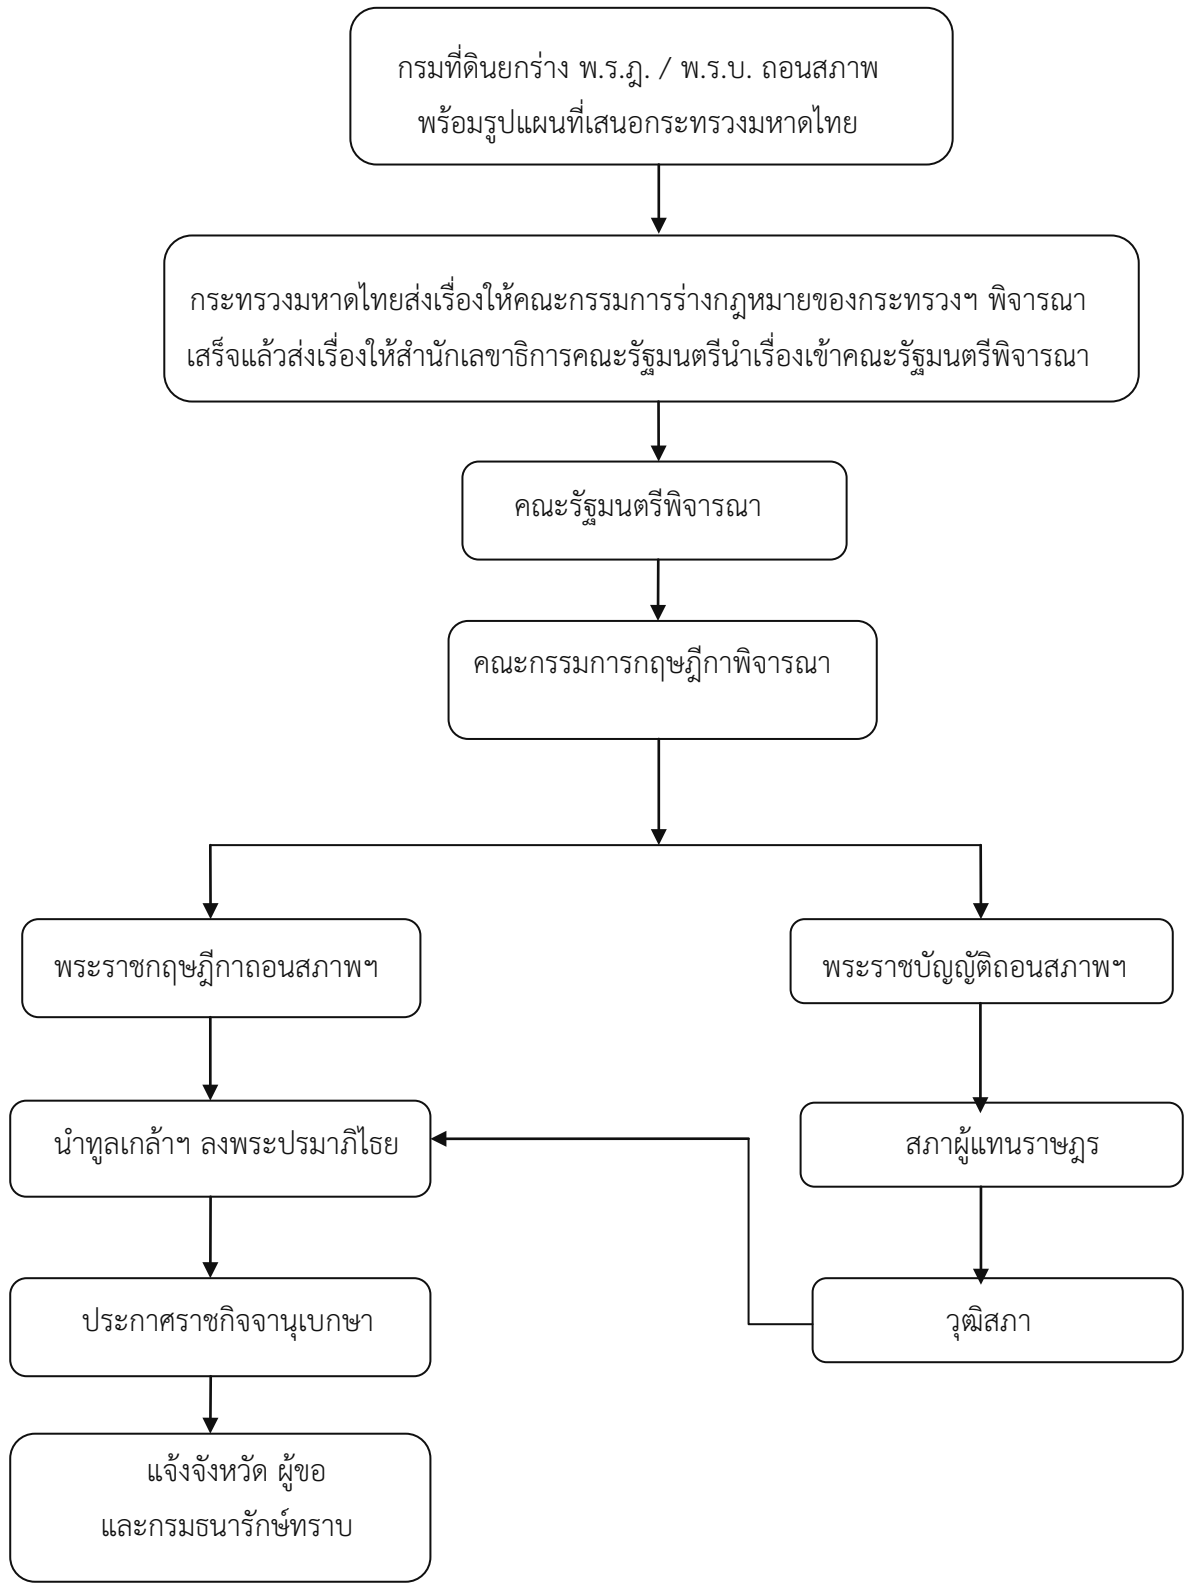 กรมที่ดินยกร่าง พ.ร.ฎ. / พ.ร.บ. ถอนสภาพ
พร้อมรูปแผนที่เสนอกระทรวงมหาดไทย
กระทรวงมหาดไทยส่งเรื่องให้คณะกรรมการร่างกฎหมายของกระทรวงฯ พิจารณา
เสร็จแล้วส่งเรื่องให้สำนักเลขาธิการคณะรัฐมนตรีนำเรื่องเข้าคณะรัฐมนตรีพิจารณา
คณะรัฐมนตรีพิจารณา
คณะกรรมการกฤษฎีกาพิจารณา
พระราชกฤษฎีกาถอนสภาพฯ
พระราชบัญญัติถอนสภาพฯ
นำทูลเกล้าฯ ลงพระปรมาภิไธย
สภาผู้แทนราษฎร
ประกาศราชกิจจานุเบกษา
วุฒิสภา
แจ้งจังหวัด ผู้ขอ
และกรมธนารักษ์ทราบ